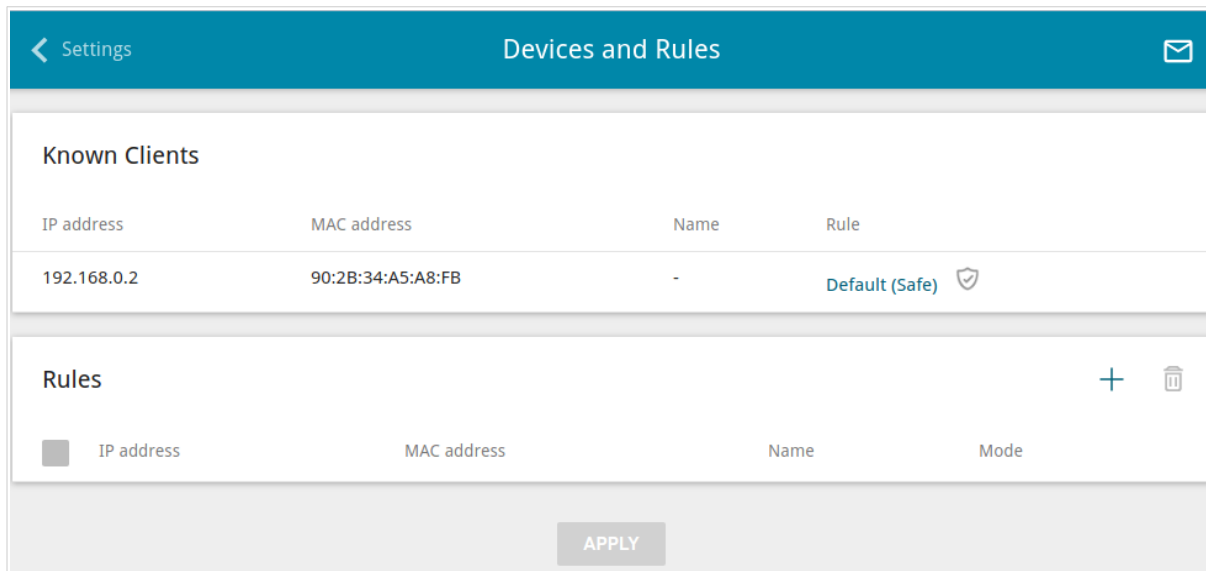 Settings Devices and Rules
Known Clients
IP address MAC address Name Rule
192.168.0.2 90:2B:34:A5:A8:FB - Default (Safe)
Rules
IP address MAC address Name Mode
APPLY